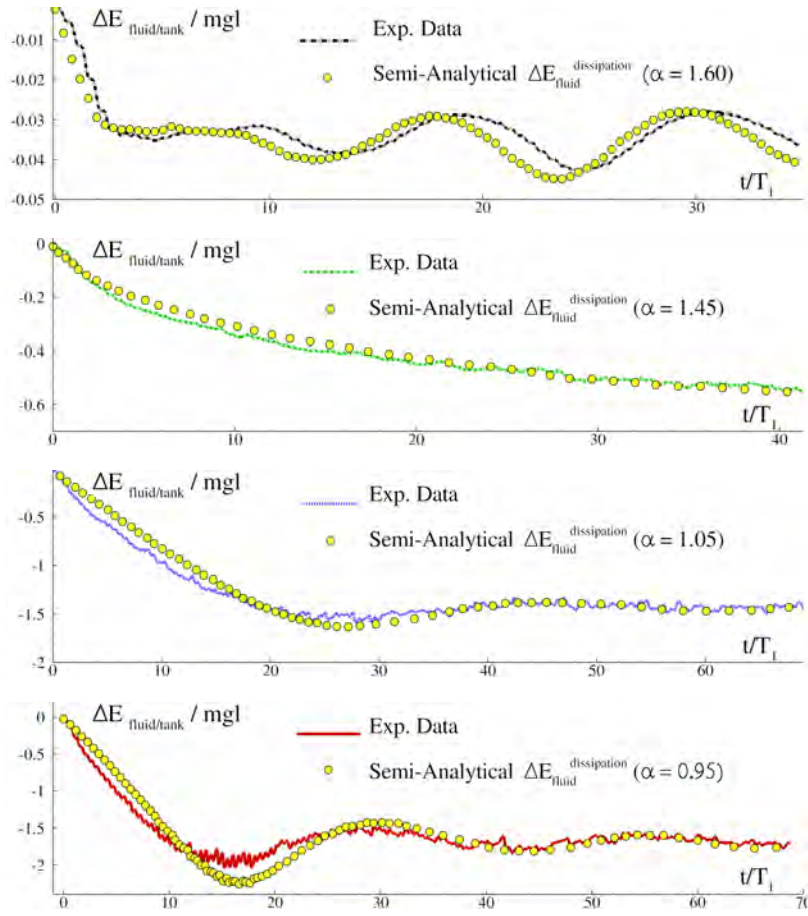 ΔE fluid/tank / mgl
Exp. Data
Semi-Analytical ΔE fluid dissipation (α = 1.60)
-0.01
-0.02
-0.03
-0.04
-0.05
0 10 20 30
t/T1
ΔE fluid/tank / mgl
Exp. Data
Semi-Analytical ΔE fluid dissipation (α = 1.45)
0
-0.2
-0.4
-0.6
0 10 20 30 40
t/T1
ΔE fluid/tank / mgl
Exp. Data
Semi-Analytical ΔE fluid dissipation (α = 1.05)
-0.5
-1
-1.5
-2
0 10 20 30 40 50 60
t/T1
ΔE fluid/tank / mgl
Exp. Data
Semi-Analytical ΔE fluid dissipation (α = 0.95)
0
-0.5
-1
-1.5
-2
0 10 20 30 40 50 60 70
t/T1